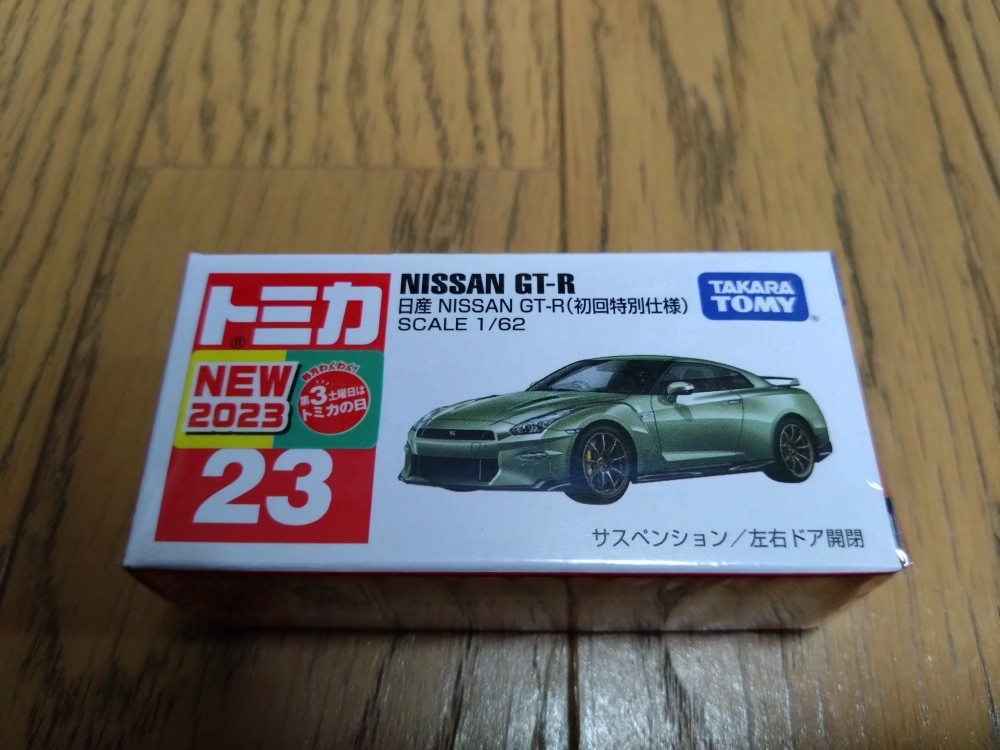 トミカ
®
NEW
2023
毎月わくわく!
第3土曜日は
トミカの日
23
NISSAN GT-R
日産 NISSAN GT-R(初回特別仕様)
SCALE 1/62
TAKARA
TOMY
®
サスペンション/左右ドア開閉